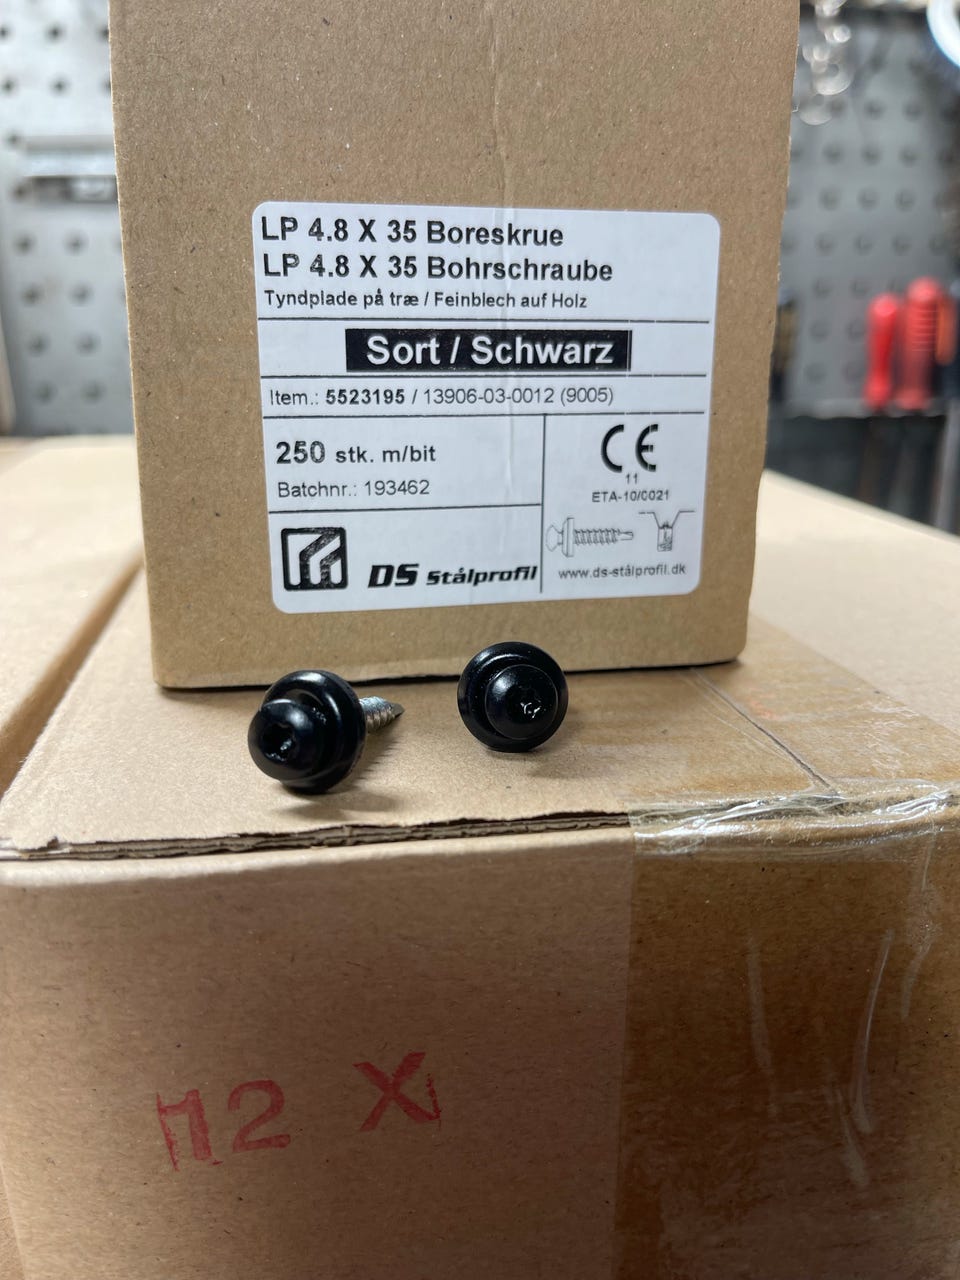 LP 4.8 X 35 Boreskrue
LP 4.8 X 35 Bohrschraube
Tyndplade på træ / Feinblech auf Holz
Sort / Schwarz
Item.: 5523195 / 13906-03-0012 (9005)
250 stk. m/bit
Batchnr.: 193462
CE
11
ETA-10/0021
DS Stålprofil
www.ds-stålprofil.dk
12 X